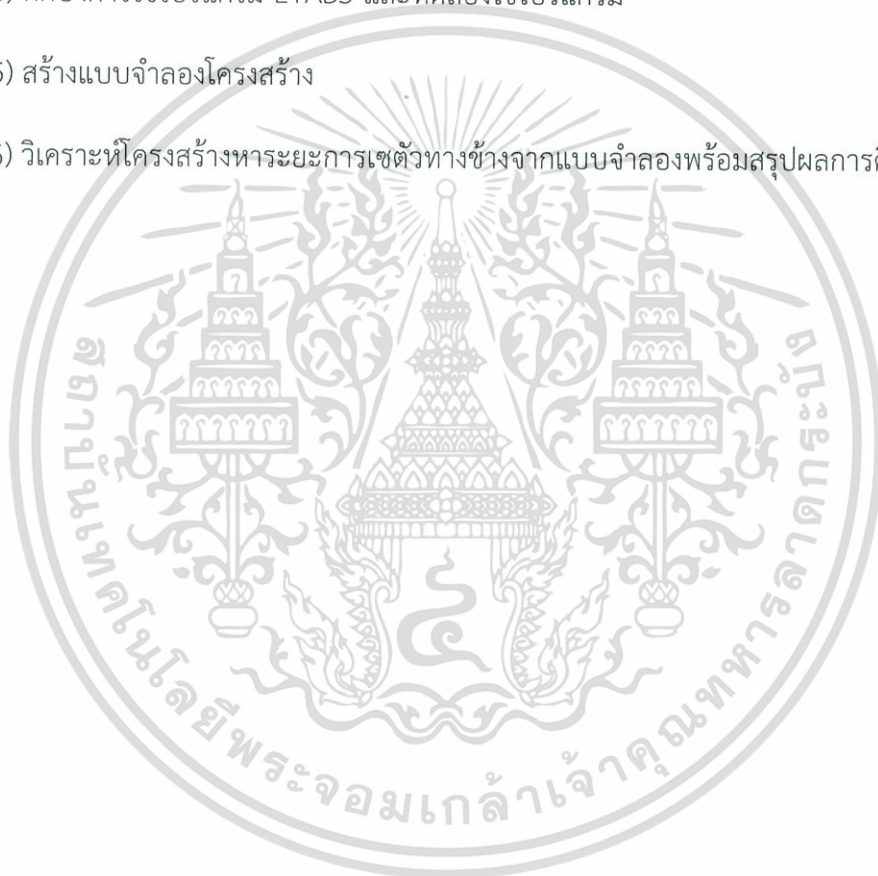 ETABS
5) สร้างแบบจำลองโครงสร้าง
6) วิเคราะห์โครงสร้างหาระยะการเซตัวทางข้างจากแบบจำลองพร้อมสรุปผลการ
สถาบันเทคโนโลยีพระจอมเกล้าเจ้าคุณทหารลาดกระบัง